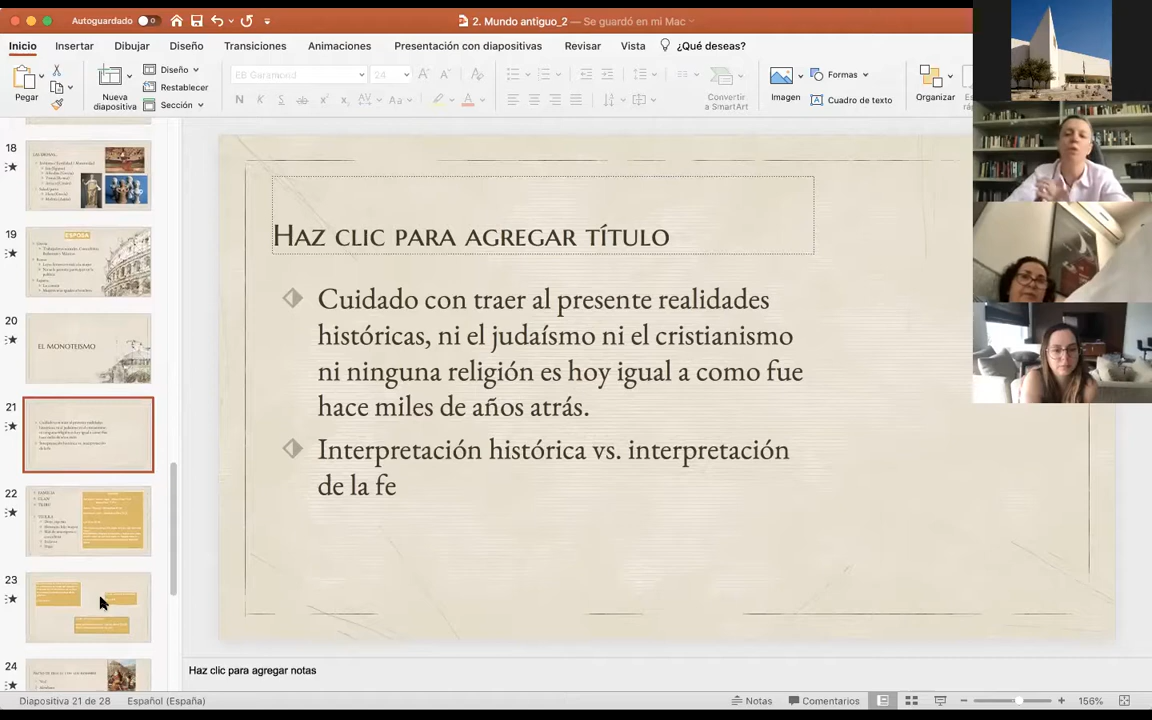 Autoguardado
2. Mundo antiguo_2 — Se guardó en mi Mac
Inicio Insertar Dibujar Diseño Transiciones Animaciones Presentación con diapositivas Revisar Vista ¿Qué deseas?
Pegar
Nueva diapositiva
Diseño
Restablecer
Sección
EB Garamond 24
N K S
Convertir a SmartArt
Imagen
Formas
Cuadro de texto
Organizar
18
19
ESPOSA
20
EL MONOTEISMO
21
22
23
24
Haz clic para agregar título
Cuidado con traer al presente realidades
históricas, ni el judaísmo ni el cristianismo
ni ninguna religión es hoy igual a como fue
hace miles de años atrás.
Interpretación histórica vs. interpretación
de la fe
Haz clic para agregar notas
Diapositiva 21 de 28 Español (España) Notas Comentarios 156%